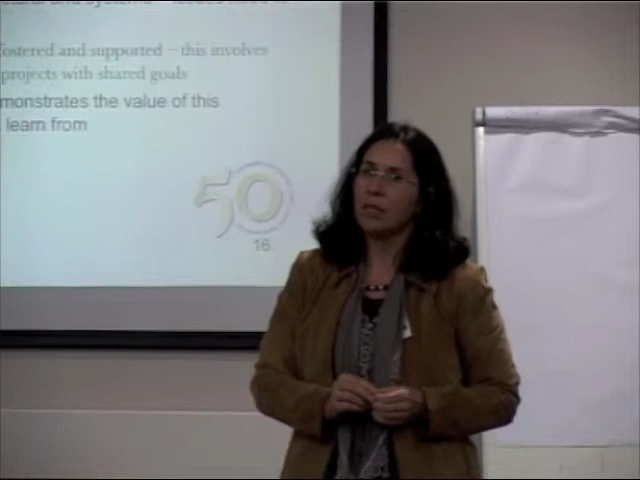 fostered and supported – this involves
projects with shared goals
monstrates the value of this
learn from
50
16